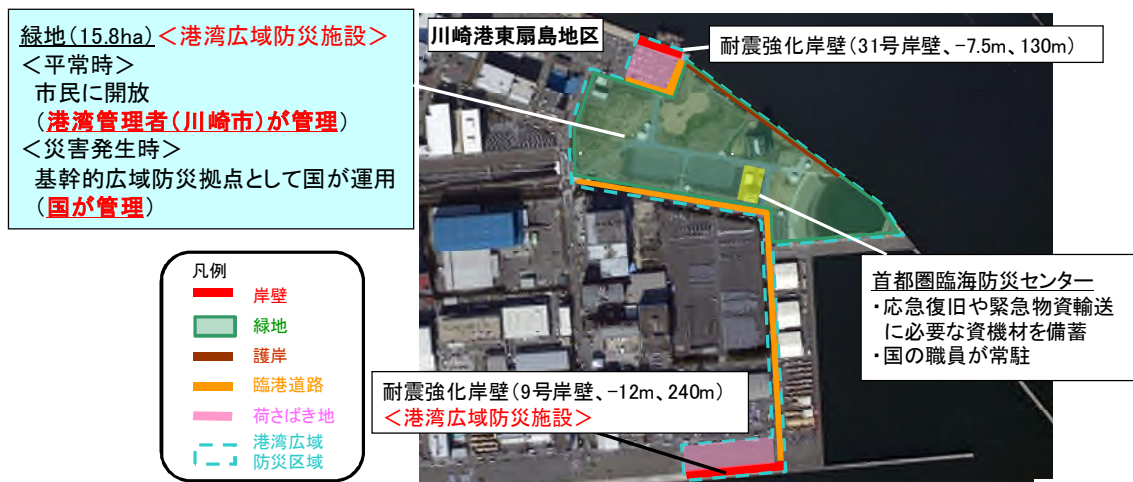 緑地(15.8ha)<港湾広域防災施設>
<平常時>
市民に開放
(港湾管理者(川崎市)が管理)
<災害発生時>
基幹的広域防災拠点として国が運用
(国が管理)
川崎港東扇島地区
耐震強化岸壁(31号岸壁、-7.5m、130m)
首都圏臨海防災センター
・応急復旧や緊急物資輸送
に必要な資機材を備蓄
・国の職員が常駐
凡例
岸壁
緑地
護岸
臨港道路
荷さばき地
港湾広域
防災区域
耐震強化岸壁(9号岸壁、-12m、240m)
<港湾広域防災施設>